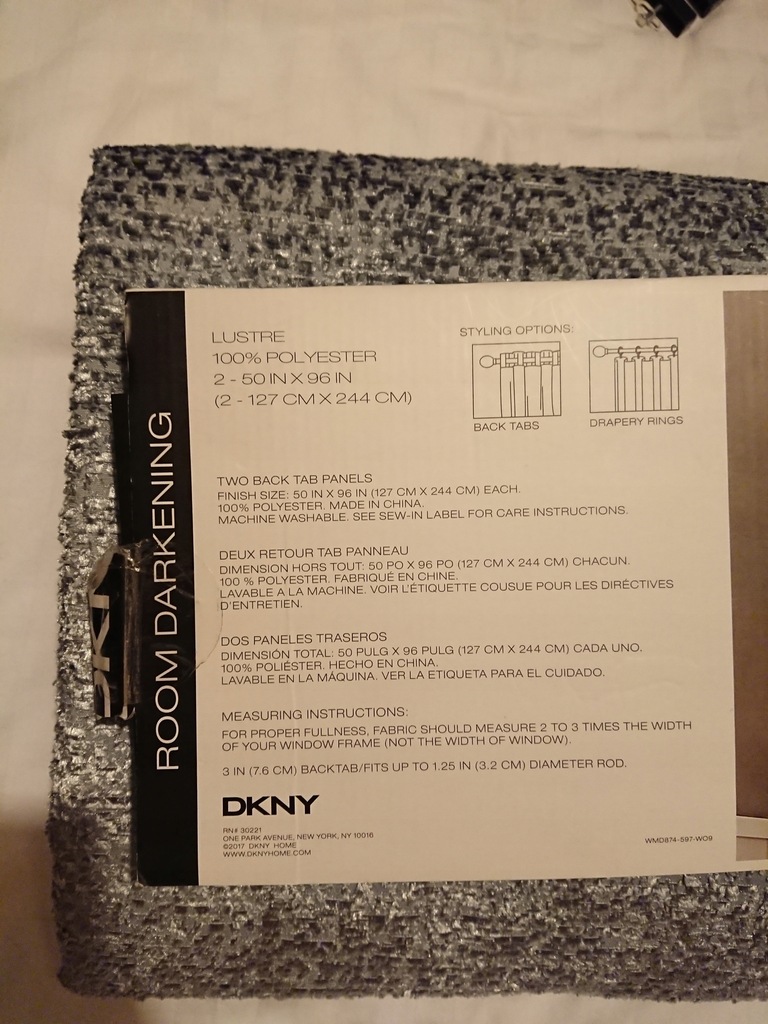 LUSTRE
100% POLYESTER
2 - 50 IN X 96 IN
(2 - 127 CM X 244 CM)
STYLING OPTIONS:
BACK TABS
DRAPERY RINGS
ROOM DARKENING
TWO BACK TAB PANELS
FINISH SIZE: 50 IN X 96 IN (127 CM X 244 CM) EACH.
100% POLYESTER. MADE IN CHINA.
MACHINE WASHABLE. SEE SEW-IN LABEL FOR CARE INSTRUCTIONS.
DEUX RETOUR TAB PANNEAU
DIMENSION HORS TOUT: 50 PO X 96 PO (127 CM X 244 CM) CHACUN.
100 % POLYESTER. FABRIQUÉ EN CHINE.
LAVABLE A LA MACHINE. VOIR L'ÉTIQUETTE COUSUE POUR LES DIRÉCTIVES
D'ENTRETIEN.
DOS PANELES TRASEROS
DIMENSIÓN TOTAL: 50 PULG X 96 PULG (127 CM X 244 CM) CADA UNO.
100% POLIÉSTER. HECHO EN CHINA.
LAVABLE EN LA MÁQUINA. VER LA ETIQUETA PARA EL CUIDADO.
MEASURING INSTRUCTIONS:
FOR PROPER FULLNESS, FABRIC SHOULD MEASURE 2 TO 3 TIMES THE WIDTH
OF YOUR WINDOW FRAME (NOT THE WIDTH OF WINDOW).
3 IN (7.6 CM) BACKTAB/FITS UP TO 1.25 IN (3.2 CM) DIAMETER ROD.
DKNY
RN# 30221
ONE PARK AVENUE, NEW YORK, NY 10016
©2017 DKNY HOME
WWW.DKNYHOME.COM
WMD874-597-WO9